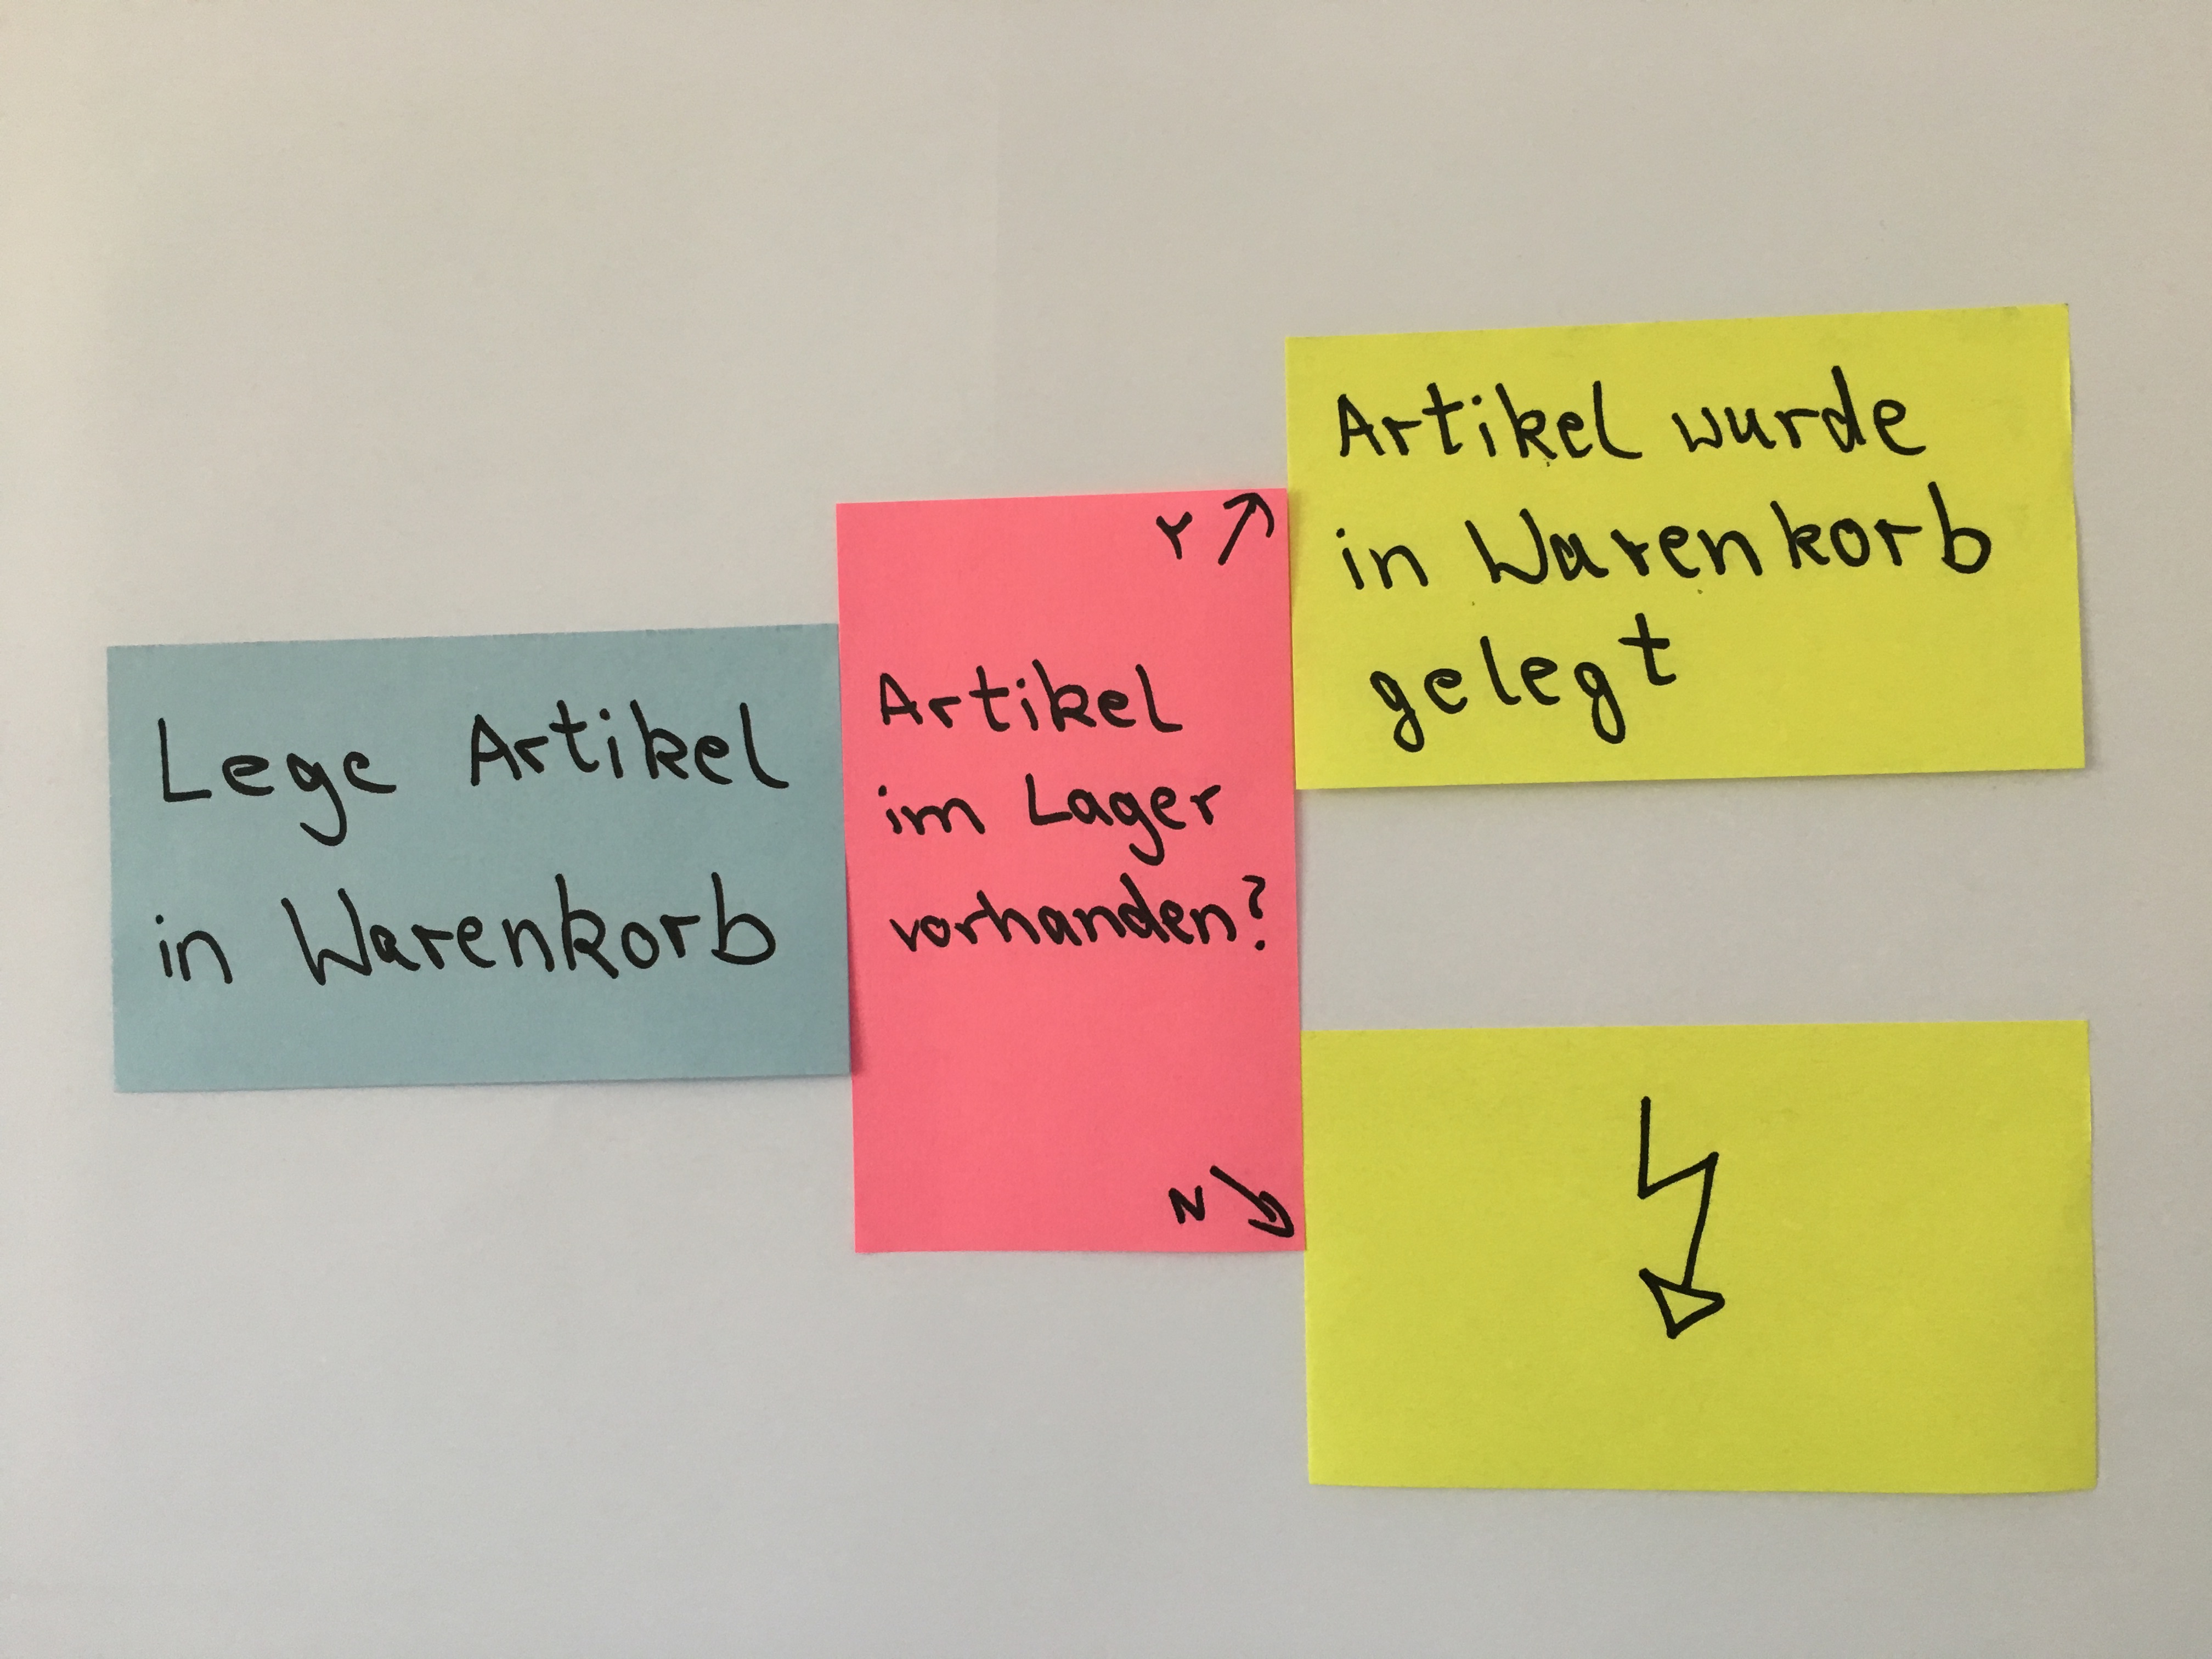 Lege Artikel
in Warenkorb
Y
Artikel
im Lager
vorhanden?
N
Artikel wurde
in Warenkorb
gelegt